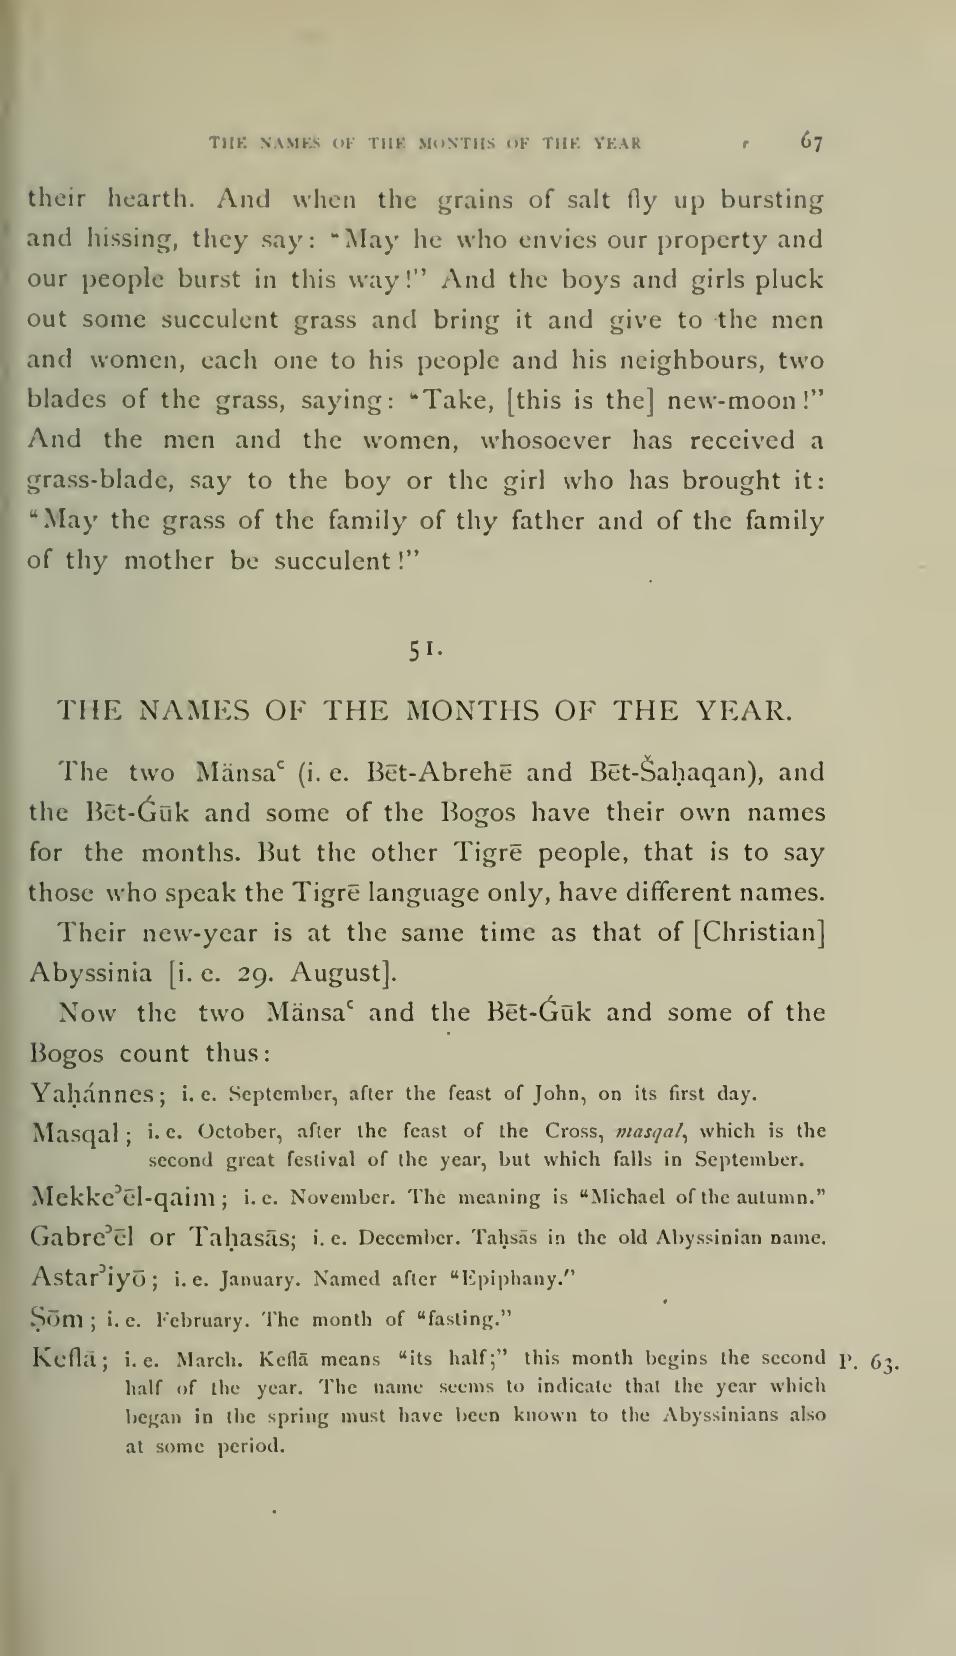 THE NAMES OF THE MONTHS OF THE YEAR 67
their hearth. And when the grains of salt fly up bursting
and hissing, they say: “May he who envies our property and
our people burst in this way!” And the boys and girls pluck
out some succulent grass and bring it and give to the men
and women, each one to his people and his neighbours, two
blades of the grass, saying: “Take, [this is the] new-moon!”
And the men and the women, whosoever has received a
grass-blade, say to the boy or the girl who has brought it:
“May the grass of the family of thy father and of the family
of thy mother be succulent!”
51.
THE NAMES OF THE MONTHS OF THE YEAR.
The two Mänsaʿ (i. e. Bēt-Abrehē and Bēt-Šaḥaqan), and
the Bēt-Ǵūk and some of the Bogos have their own names
for the months. But the other Tigrē people, that is to say
those who speak the Tigrē language only, have different names.
Their new-year is at the same time as that of [Christian]
Abyssinia [i. e. 29. August].
Now the two Mänsaʿ and the Bēt-Ǵūk and some of the
Bogos count thus:
Yaḥánnes; i. e. September, after the feast of John, on its first day.
Masqal; i. e. October, after the feast of the Cross, masqal, which is the
second great festival of the year, but which falls in September.
Mekkeʾēl-qaim; i. e. November. The meaning is “Michael of the autumn.”
Gabreʾēl or Taḥasās; i. e. December. Taḥsās in the old Abyssinian name.
Astarʾiyō; i. e. January. Named after “Epiphany.”
Ṣōm; i. e. February. The month of “fasting.”
Keflā; i. e. March. Keflā means “its half;” this month begins the second P. 63.
half of the year. The name seems to indicate that the year which
began in the spring must have been known to the Abyssinians also
at some period.